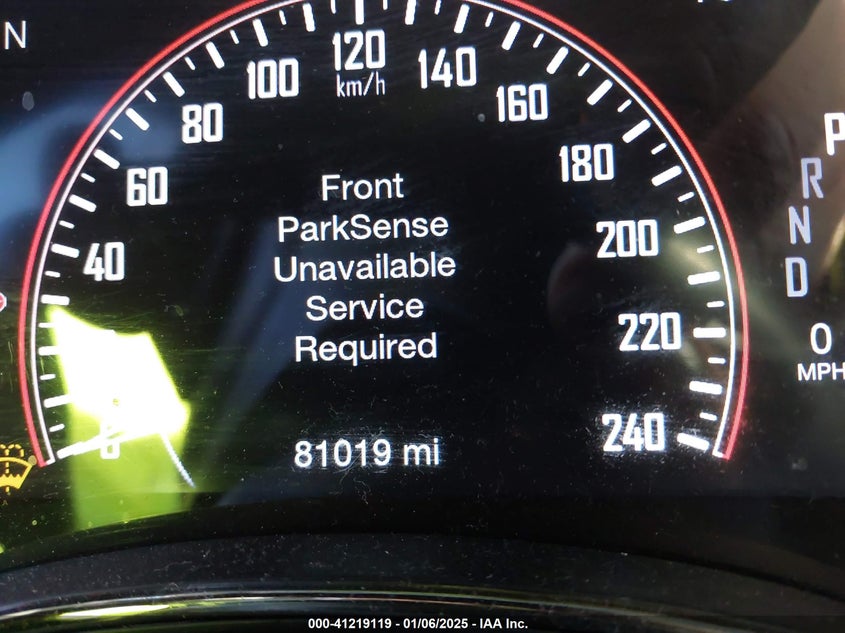 N
120
km/h
100
140
80
160
60
180
40
200
220
0
240
Front
ParkSense
Unavailable
Service
Required
81019 mi
P
R
N
D
0
MPH
000-41219119 - 01/06/2025 - IAA Inc.